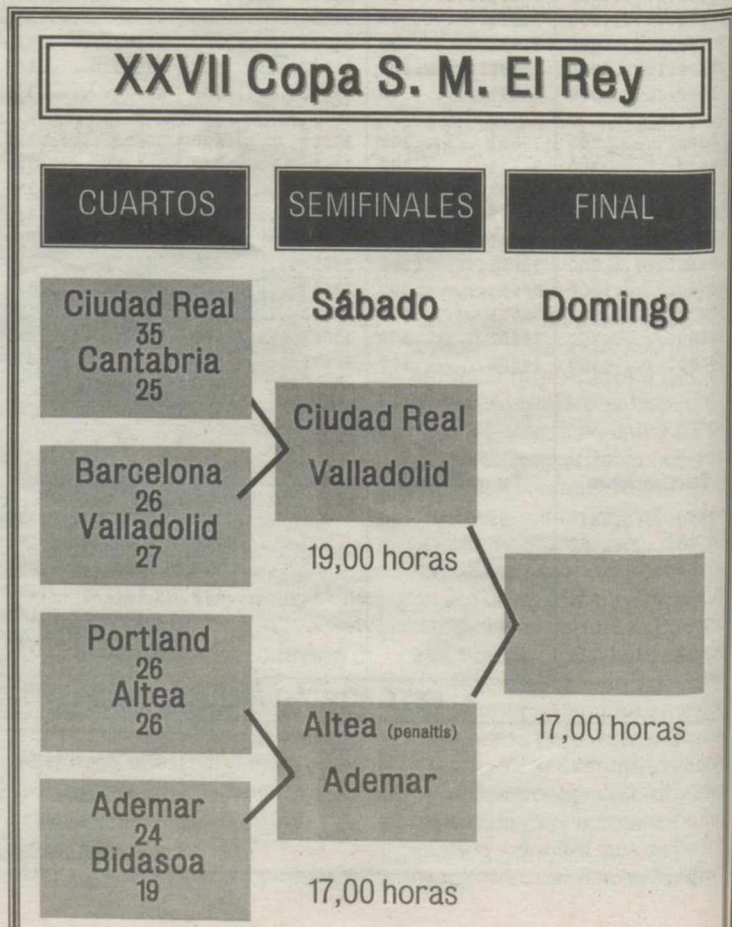 XXVII Copa S. M. El Rey
CUARTOS
SEMIFINALES
FINAL
Ciudad Real
35
Cantabria
25
Barcelona
26
Valladolid
27
Portland
26
Altea
26
Ademar
24
Bidasoa
19
Sábado
Ciudad Real
Valladolid
19,00 horas
Altea (penaltis)
Ademar
17,00 horas
Domingo
17,00 horas